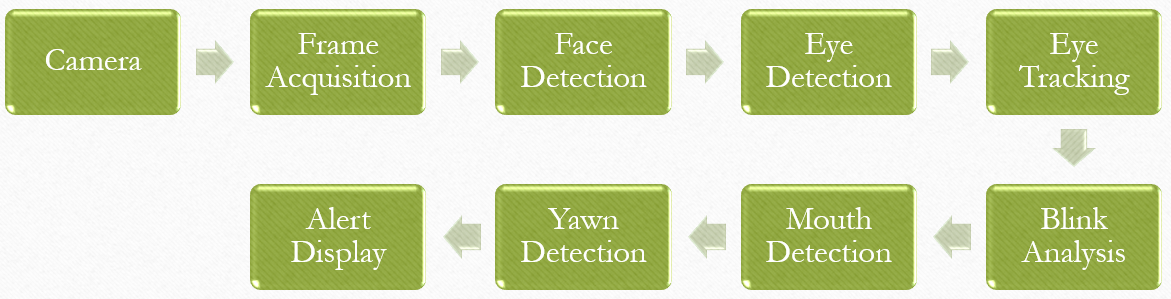 Camera
Frame
Acquisition
Face
Detection
Eye
Detection
Eye
Tracking
Blink
Analysis
Mouth
Detection
Yawn
Detection
Alert
Display